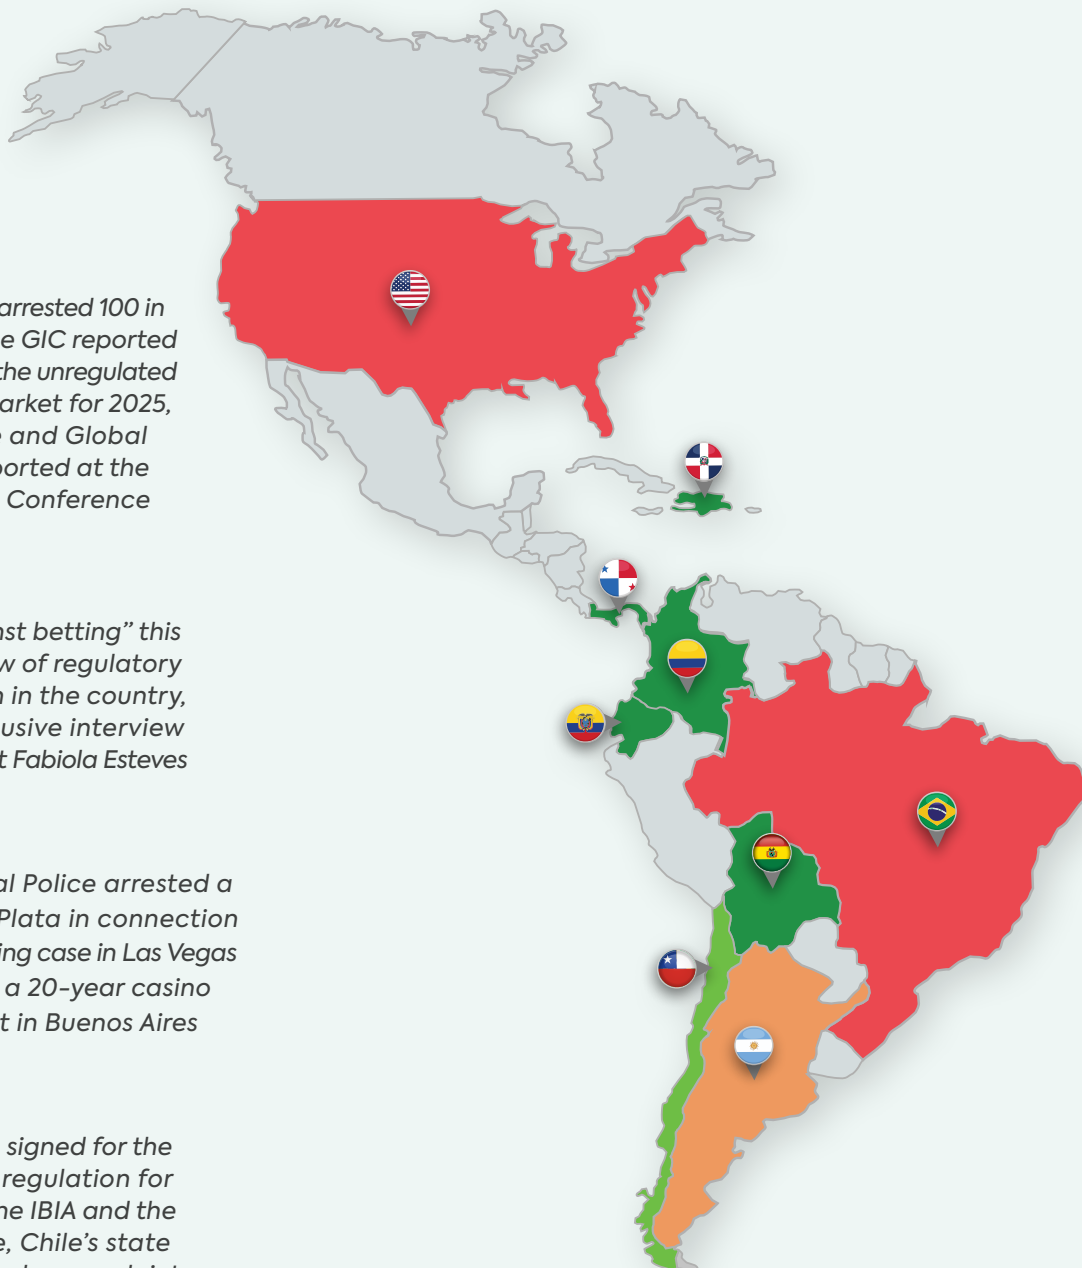 arrested 100 in
e GIC reported
the unregulated
arket for 2025,
and Global
ported at the
Conference
nst betting” this
w of regulatory
in the country,
usive interview
t Fabiola Esteves
al Police arrested a
Plata in connection
ing case in Las Vegas
a 20-year casino
t in Buenos Aires
signed for the
regulation for
he IBIA and the
e, Chile’s state